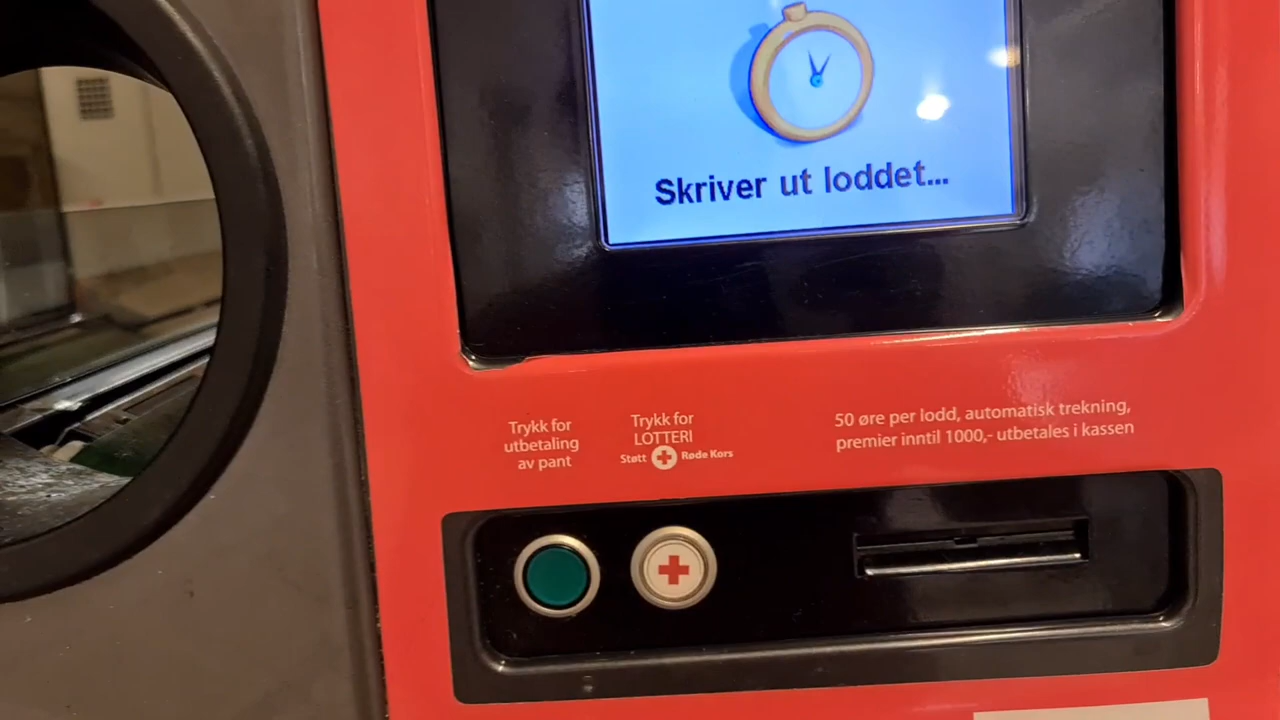 Skriver ut loddet...
Trykk for
utbetaling
av pant
Trykk for
LOTTERI
Støtt Røde Kors
50 øre per lodd, automatisk trekning,
premier inntil 1000,- utbetales i kassen